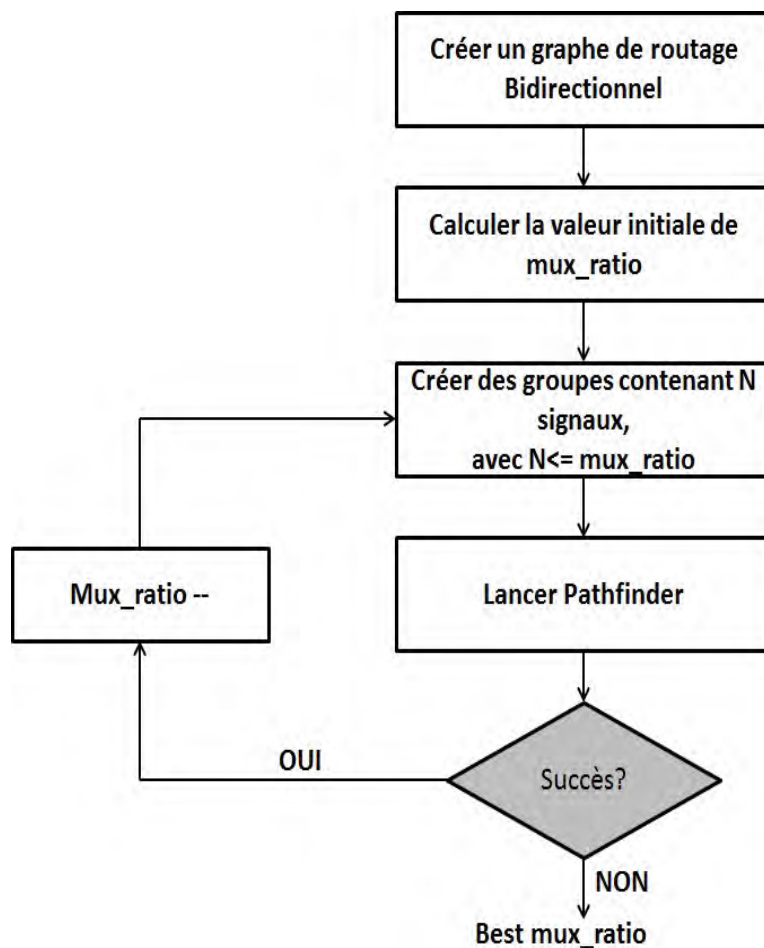 Créer un graphe de routage
Bidirectionnel
Calculer la valeur initiale de
mux_ratio
Créer des groupes contenant N
signaux,
avec N<= mux_ratio
Mux_ratio --
Lancer Pathfinder
OUI
Succès?
NON
Best mux_ratio